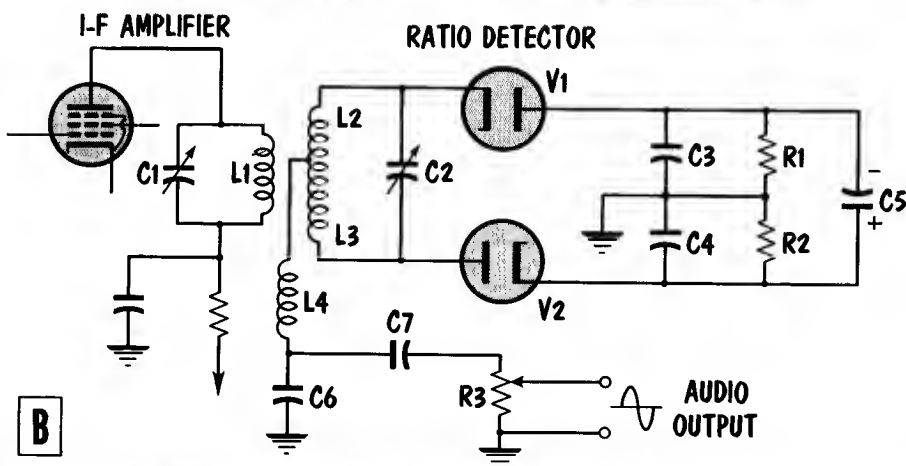 I-F AMPLIFIER
RATIO DETECTOR
V1
L2
C1
L1
C2
C3
R1
-
C5
+
L3
C4
R2
L4
V2
C7
C6
R3
AUDIO
OUTPUT
B